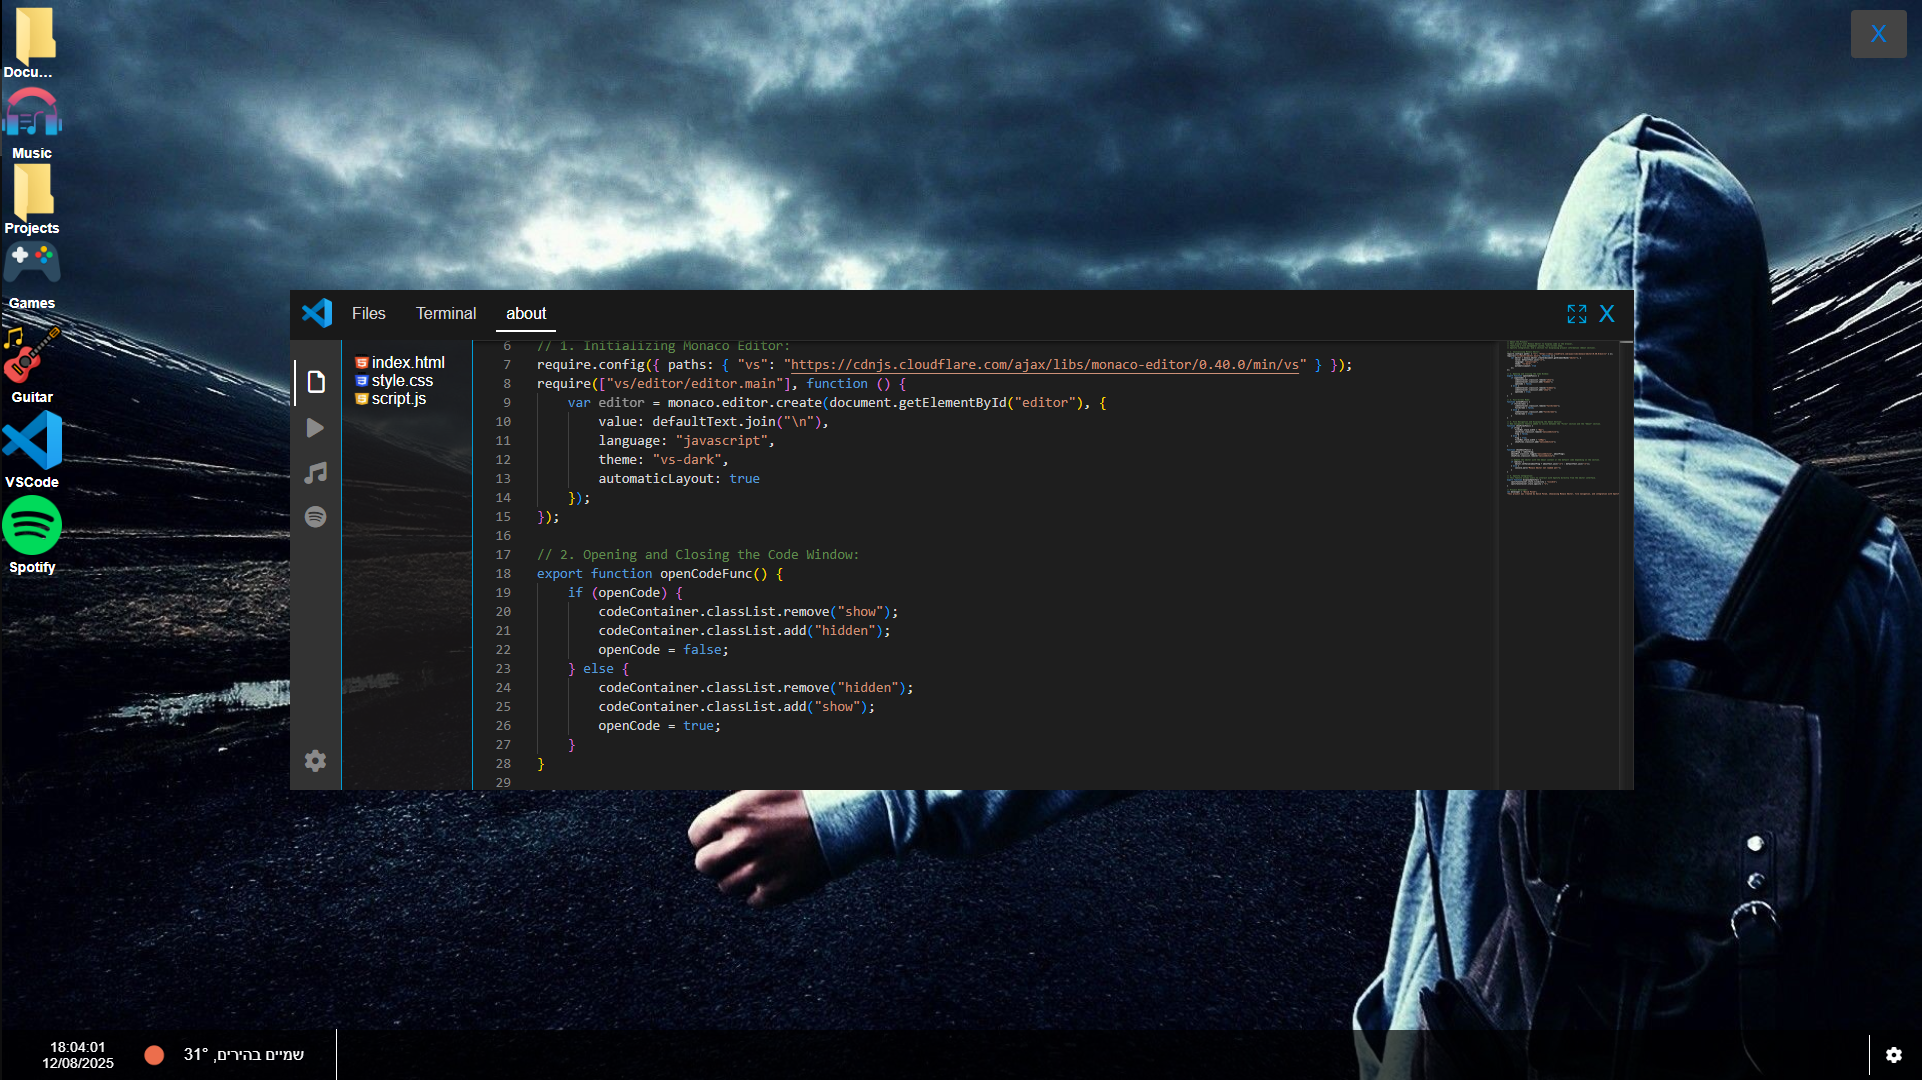 Docu...
Music
Projects
Games
Guitar
VSCode
Spotify
X
Files
Terminal
about
X
index.html
style.css
script.js
6 // 1. Initializing Monaco Editor:
7 require.config({ paths: { "vs": "https://cdnjs.cloudflare.com/ajax/libs/monaco-editor/0.40.0/min/vs" } });
8 require(["vs/editor/editor.main"], function () {
9     var editor = monaco.editor.create(document.getElementById("editor"), {
10         value: defaultText.join("\n"),
11         language: "javascript",
12         theme: "vs-dark",
13         automaticLayout: true
14     });
15 });
16
17 // 2. Opening and Closing the Code Window:
18 export function openCodeFunc() {
19     if (openCode) {
20         codeContainer.classList.remove("show");
21         codeContainer.classList.add("hidden");
22         openCode = false;
23     } else {
24         codeContainer.classList.remove("hidden");
25         codeContainer.classList.add("show");
26         openCode = true;
27     }
28 }
29
18:04:01
12/08/2025
שמיים בהירים, 31°